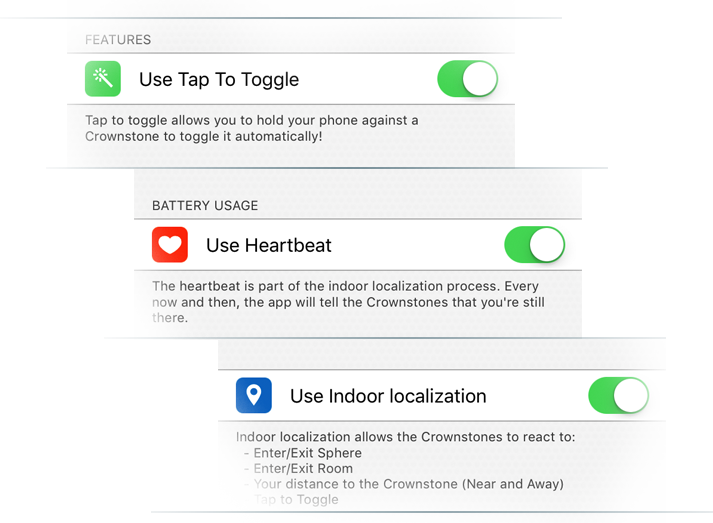 FEATURES
Use Tap To Toggle
Tap to toggle allows you to hold your phone against a
Crownstone to toggle it automatically!
BATTERY USAGE
Use Heartbeat
The heartbeat is part of the indoor localization process. Every
now and then, the app will tell the Crownstones that you're still
there.
Use Indoor localization
Indoor localization allows the Crownstones to react to:
- Enter/Exit Sphere
- Enter/Exit Room
- Your distance to the Crownstone (Near and Away)
Tap to Toggle